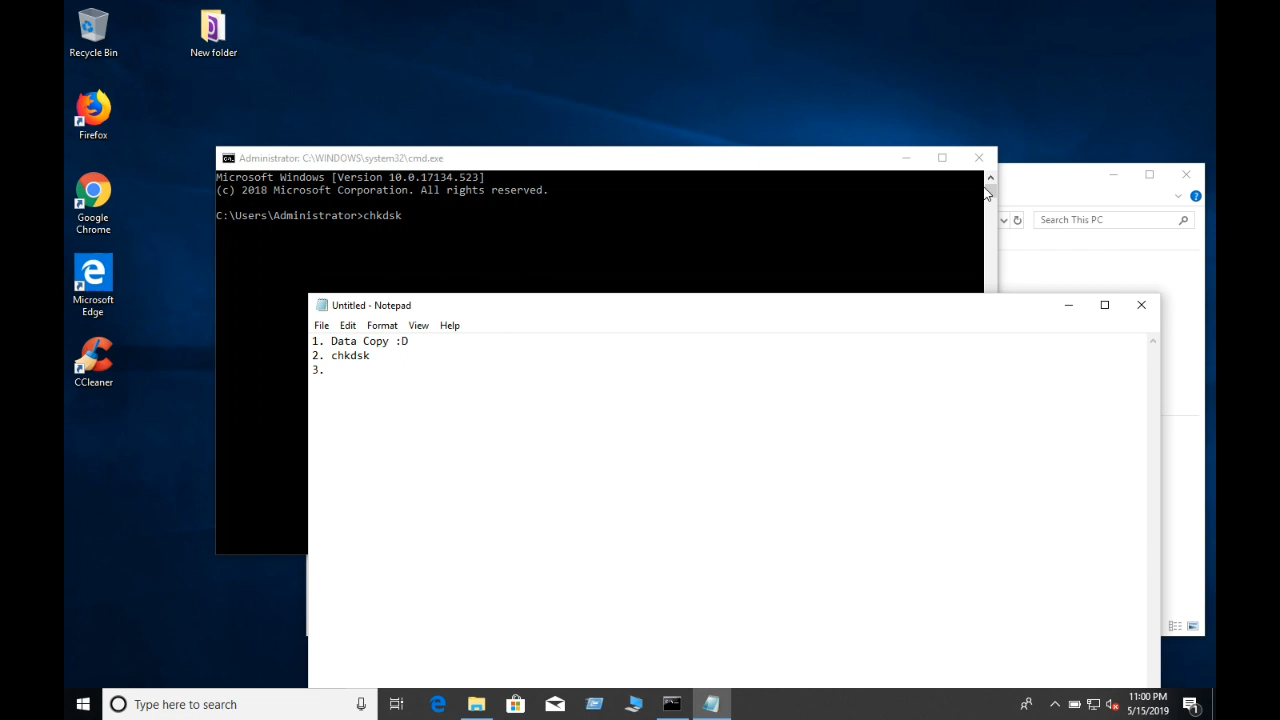 Recycle Bin
New folder
Firefox
Google
Chrome
Microsoft
Edge
CCleaner
Administrator: C:\WINDOWS\system32\cmd.exe
Microsoft Windows [Version 10.0.17134.523]
(c) 2018 Microsoft Corporation. All rights reserved.
C:\Users\Administrator>chkdsk
Search This PC
Untitled - Notepad
File Edit Format View Help
1. Data Copy :D
2. chkdsk
3.
Type here to search
11:00 PM
5/15/2019
1